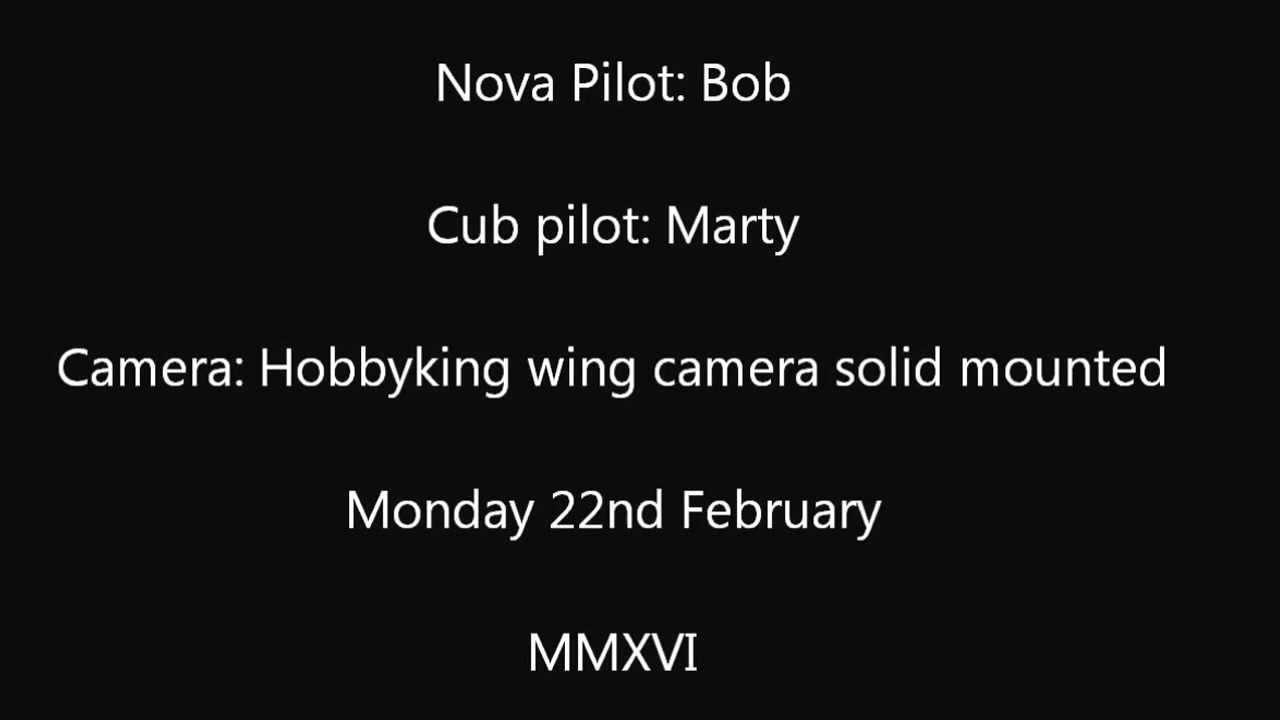 Nova Pilot: Bob
Cub pilot: Marty
Camera: Hobbyking wing camera solid mounted
Monday 22nd February
MMXVI